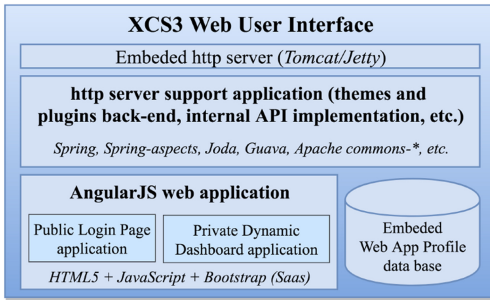 XCS3 Web User Interface
Embeded http server (Tomcat/Jetty)
http server support application (themes and
plugins back-end, internal API implementation, etc.)
Spring, Spring-aspects, Joda, Guava, Apache commons-*, etc.
AngularJS web application
Public Login Page
application
Private Dynamic
Dashboard application
HTML5 + JavaScript + Bootstrap (Saas)
Embeded
Web App Profile
data base